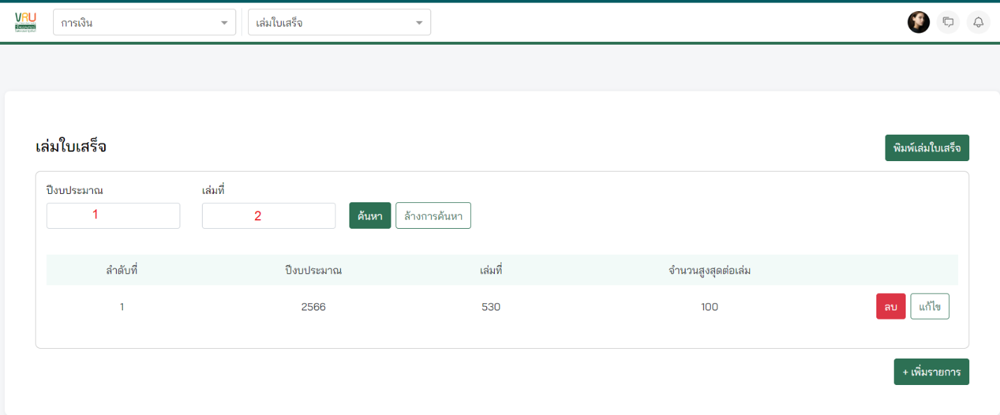 VRU
การเงิน
เล่มใบเสร็จ
เล่มใบเสร็จ
พิมพ์เล่มใบเสร็จ
ปีงบประมาณ เล่มที่
1 2 ค้นหา ล้างการค้นหา
ลำดับที่ ปีงบประมาณ เล่มที่ จำนวนสูงสุดต่อเล่ม
1 2566 530 100 ลบ แก้ไข
+ เพิ่มรายการ